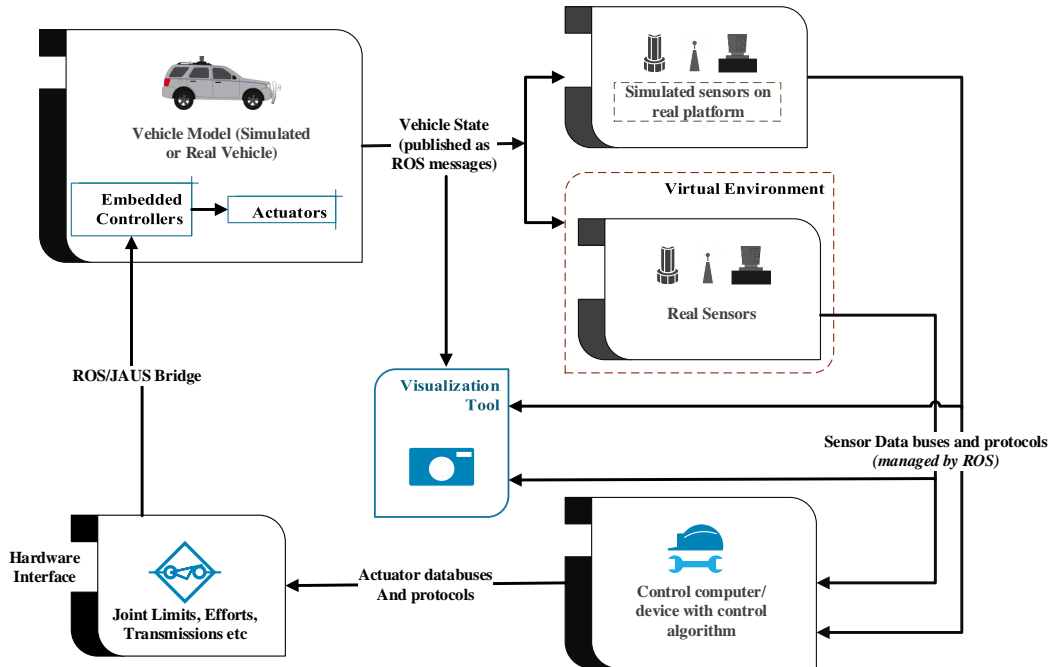 Simulated sensors on
real platform
Vehicle Model (Simulated
or Real Vehicle)
Vehicle State
(published as
ROS messages)
Embedded
Controllers
Actuators
Virtual Environment
Real Sensors
ROS/JAUS Bridge
Visualization
Tool
Sensor Data buses and protocols
(managed by ROS)
Hardware
Interface
Joint Limits, Efforts,
Transmissions etc
Actuator databuses
And protocols
Control computer/
device with control
algorithm